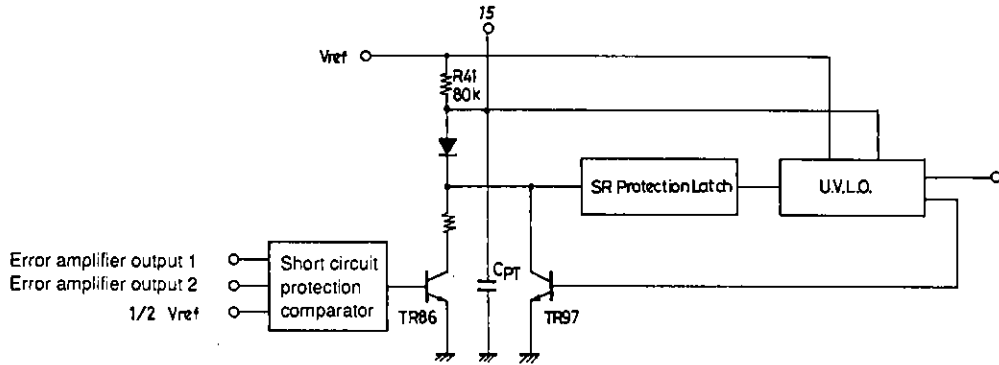 15
Vref
R41
80k
SR Protection Latch
U.V.L.O.
Error amplifier output 1
Error amplifier output 2
1/2 Vref
Short circuit
protection
comparator
CPT
TR86
TR97